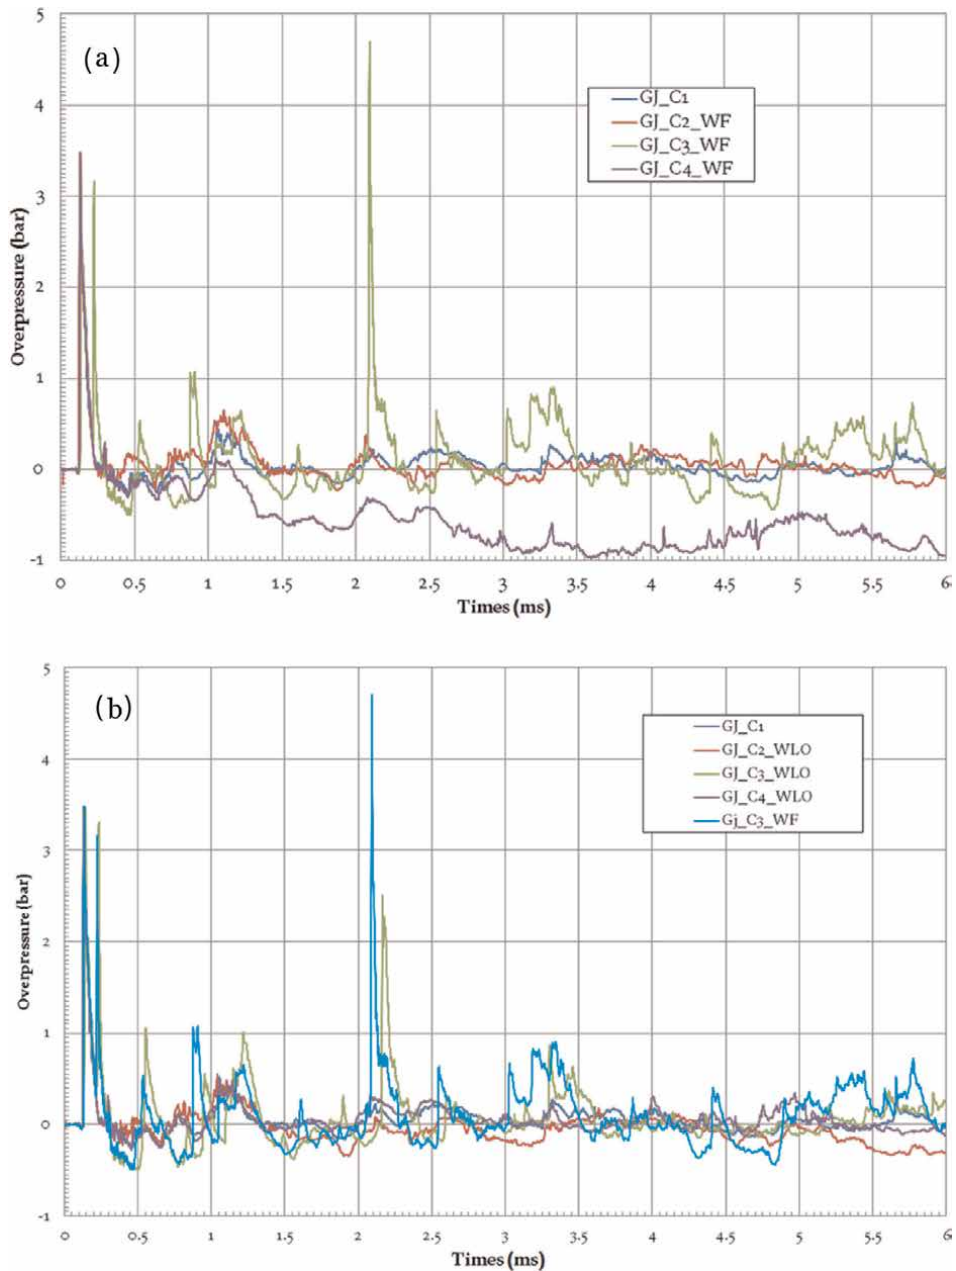 5
(a)
GJ_C1
GJ_C2_WF
GJ_C3_WF
GJ_C4_WF
4
3
2
1
0
-1
Overpressure (bar)
0 0.5 1 1.5 2 2.5 3 3.5 4 4.5 5 5.5 6
Times (ms)
5
(b)
GJ_C1
GJ_C2_WLO
GJ_C3_WLO
GJ_C4_WLO
Gj_C3_WF
4
3
2
1
0
-1
Overpressure (bar)
0 0.5 1 1.5 2 2.5 3 3.5 4 4.5 5 5.5 6
Times (ms)